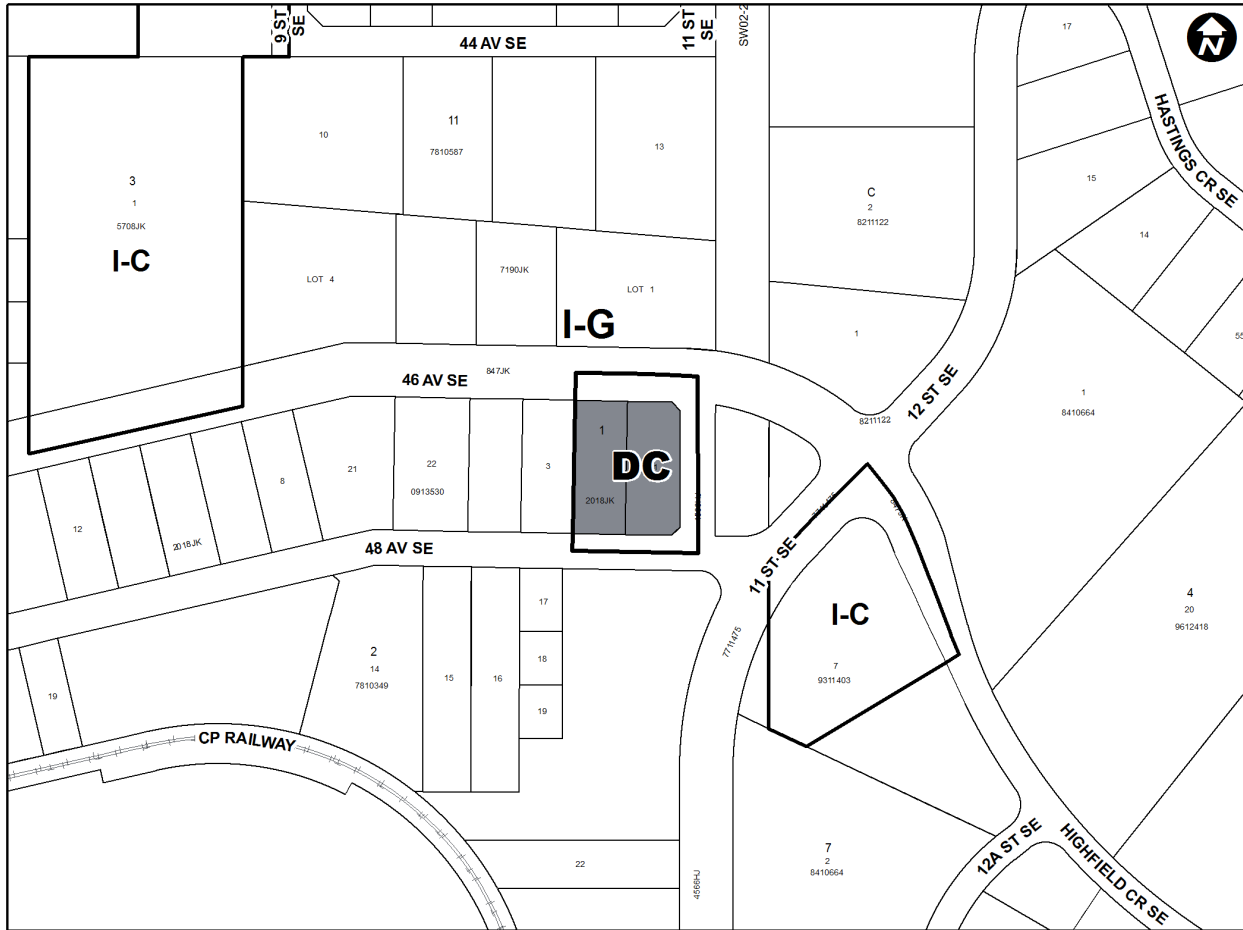 9 ST
SE
44 AV SE
11 ST
SE
SW02-2
17
N
HASTINGS CR SE
10
11
7810587
13
15
3
1
5708JK
I-C
C
2
8211122
14
LOT 4
7190JK
LOT 1
I-G
1
55
46 AV SE
847JK
12 ST SE
1
8410664
8211122
1
DC
2018JK
8
21
22
0913530
3
12
2018JK
48 AV SE
11 ST SE
I-C
7
9311403
7711475
4
20
9612418
17
18
19
2
14
7810349
15
16
19
CP RAILWAY
22
4566HJ
7
2
8410664
12A ST SE
HIGHFIELD CR SE